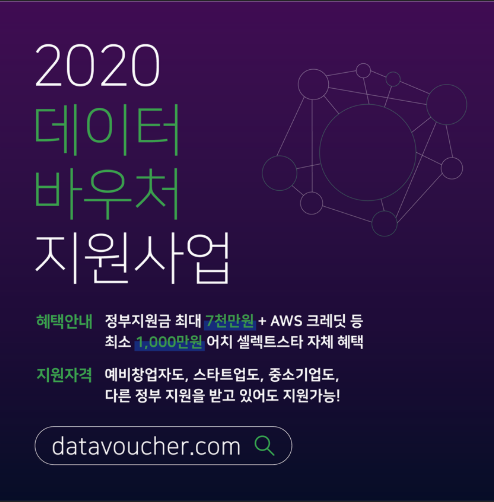 2020
데이터
바우처
지원사업
혜택안내 정부지원금 최대 7천만원 + AWS 크레딧 등
최소 1,000만원 어치 셀렉트스타 자체 혜택
지원자격 예비창업자도, 스타트업도, 중소기업도,
다른 정부 지원을 받고 있어도 지원가능!
datavoucher.com